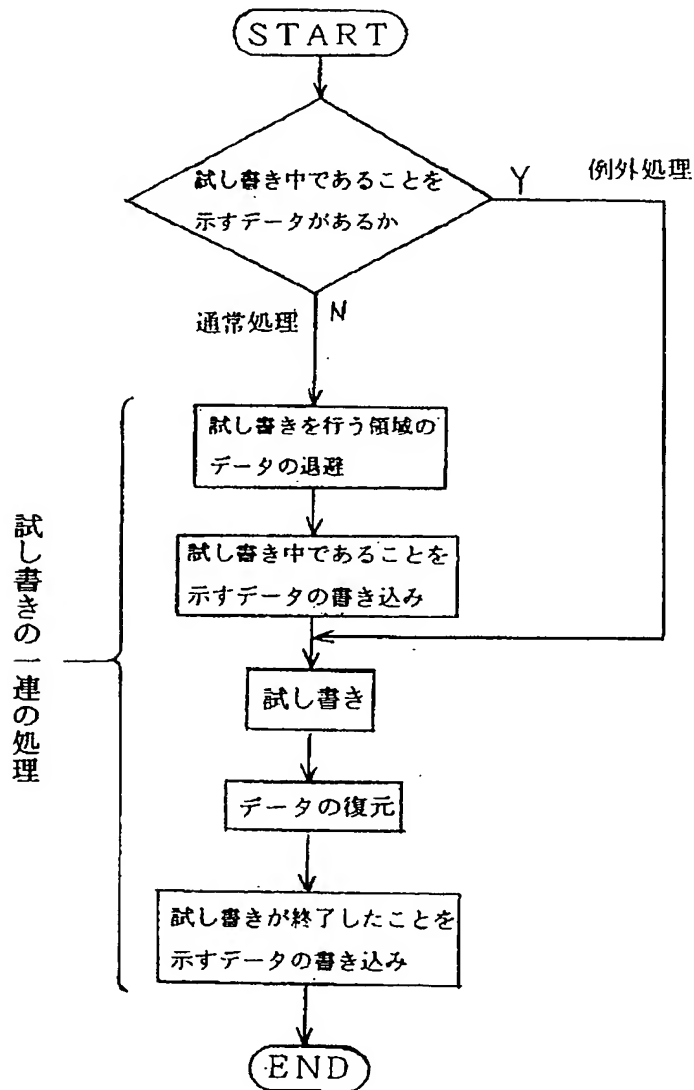 START
試し書き中であることを
示すデータがあるか
Y
例外処理
通常処理
N
試し書きを行う領域の
データの退避
試し書き中であることを
示すデータの書き込み
試し書きの一連の処理
試し書き
データの復元
試し書きが終了したことを
示すデータの書き込み
END